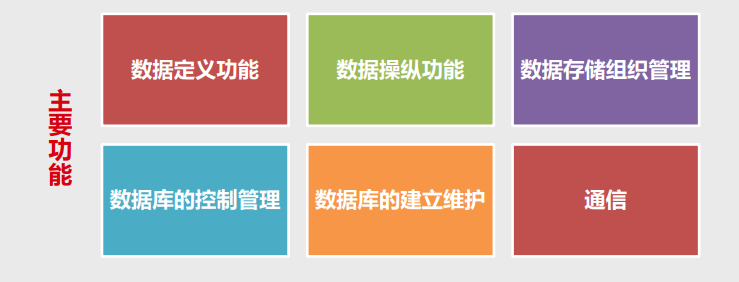 主要功能
数据定义功能
数据操纵功能
数据存储组织管理
数据库的控制管理
数据库的建立维护
通信